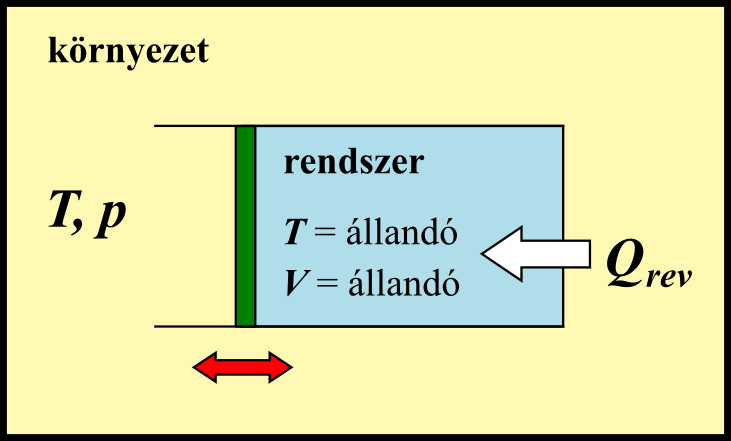 környezet
rendszer
T, p
T = állandó
V = állandó
Qrev